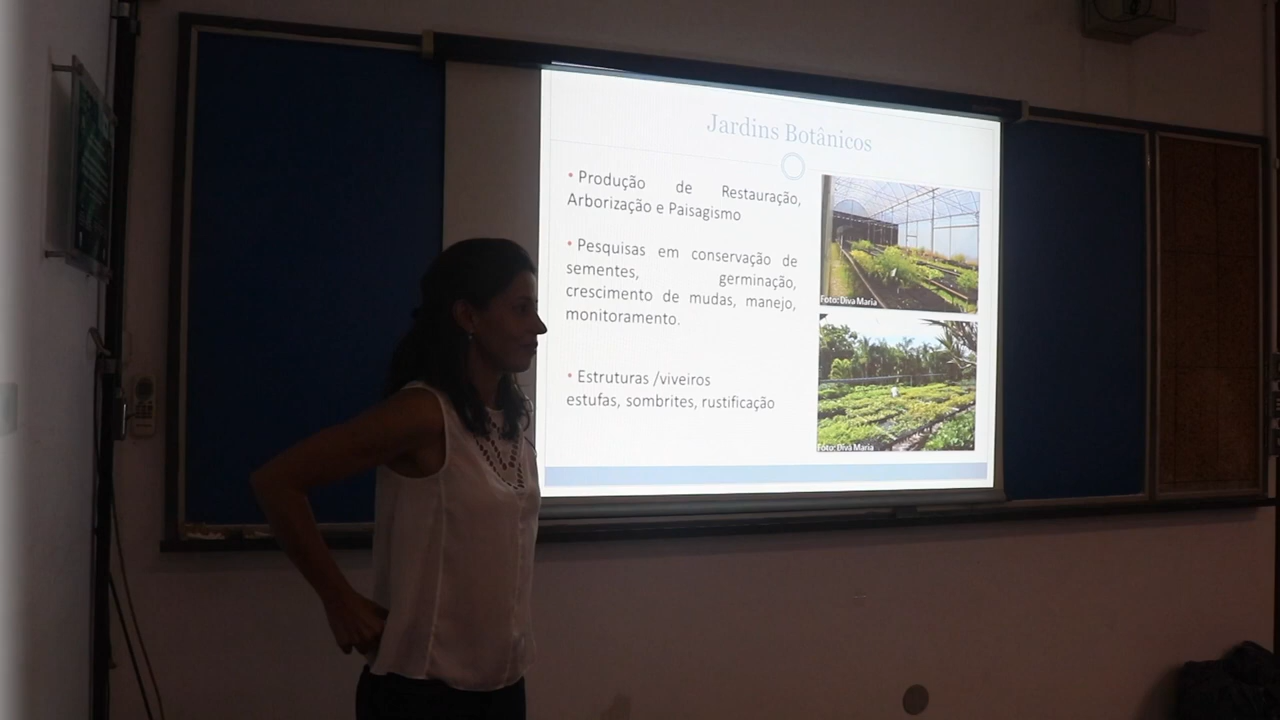 Jardins Botânicos
• Produção de Restauração,
Arborização e Paisagismo
• Pesquisas em conservação de
sementes, germinação,
crescimento de mudas, manejo,
monitoramento.
• Estruturas /viveiros
estufas, sombrites, rustificação
Foto: Diva Maria
Foto: Diva Maria